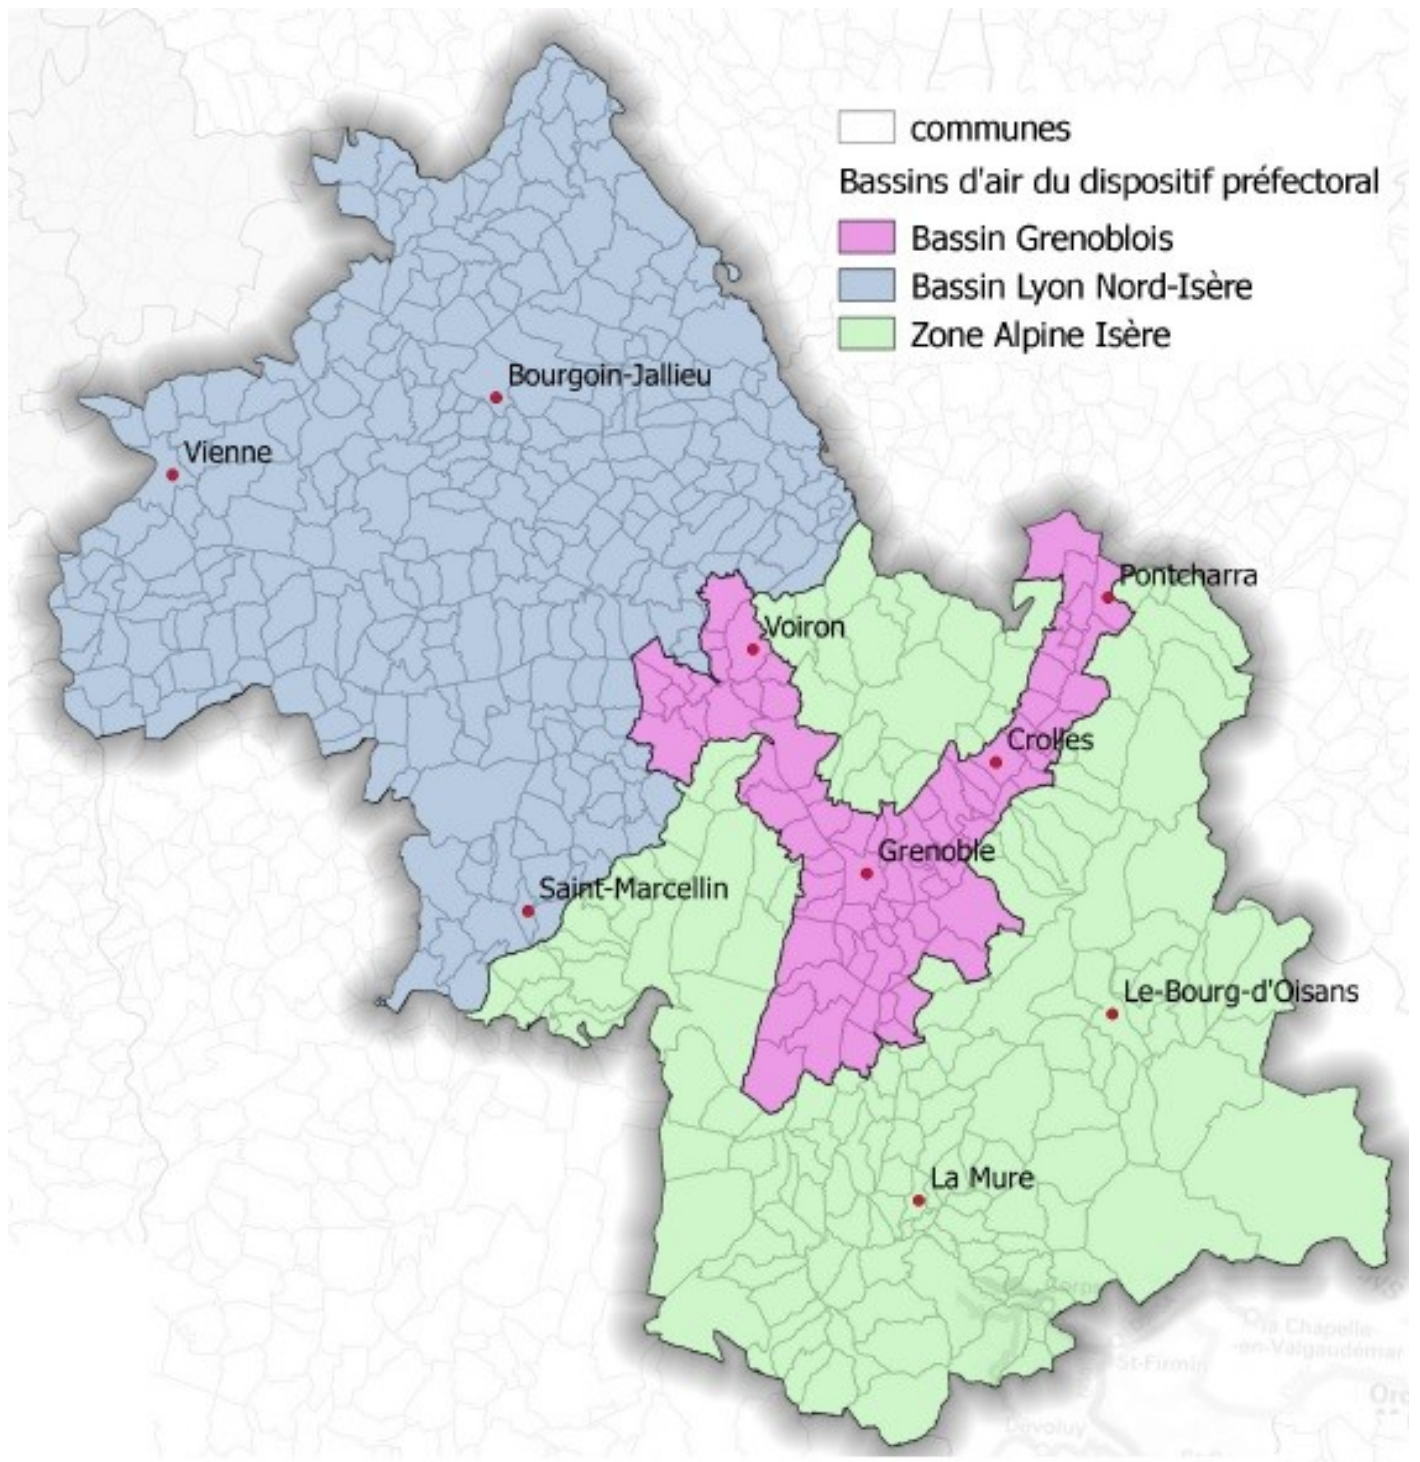 communes
Bassins d'air du dispositif préfectoral
Bassin Grenoblois
Bassin Lyon Nord-Isère
Zone Alpine Isère
Bourgoin-Jallieu
Vienne
Pontcharra
Voiron
Crolles
Grenoble
Saint-Marcellin
Le-Bourg-d'Oisans
La Mure
la Chapelle-
-en-Valgaudémar
St-Firmin
Dévoluy